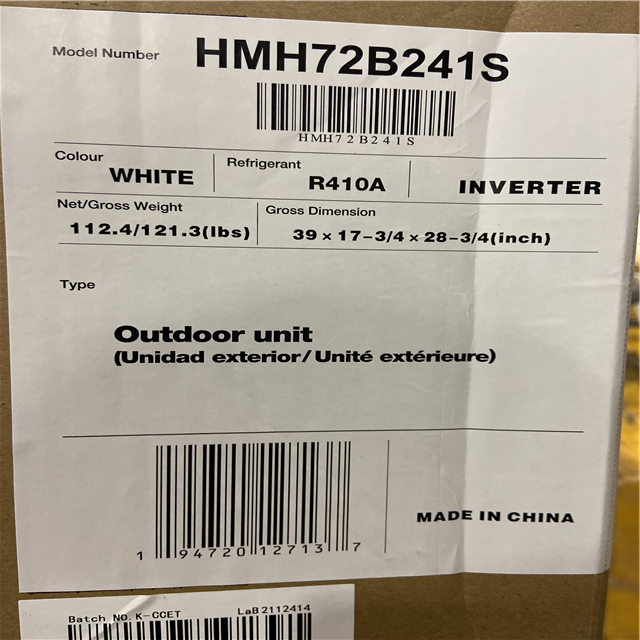 Model Number HMH72B241S
HMH72B241S
Colour WHITE Refrigerant R410A INVERTER
Net/Gross Weight 112.4/121.3(lbs) Gross Dimension 39 × 17-3/4 × 28-3/4(inch)
Type
Outdoor unit
(Unidad exterior/Unité extérieure)
MADE IN CHINA
1 94720 12713 7
Batch NO. K-CCET LaB2112414